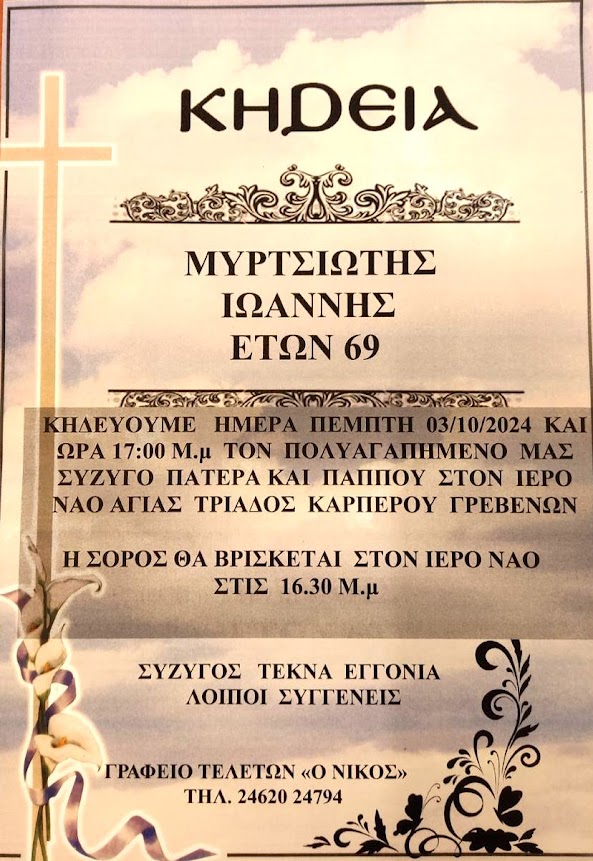 ΚΗΔΕΙΑ
ΜΥΡΤΣΙΩΤΗΣ
ΙΩΑΝΝΗΣ
ΕΤΩΝ 69
ΚΗΔΕΥΟΥΜΕ ΗΜΕΡΑ ΠΕΜΠΤΗ 03/10/2024 ΚΑΙ
ΩΡΑ 17:00 Μ.μ ΤΟΝ ΠΟΛΥΑΓΑΠΗΜΕΝΟ ΜΑΣ
ΣΥΖΥΓΟ ΠΑΤΕΡΑ ΚΑΙ ΠΑΠΠΟΥ ΣΤΟΝ ΙΕΡΟ
ΝΑΟ ΑΓΙΑΣ ΤΡΙΑΔΟΣ ΚΑΡΠΕΡΟΥ ΓΡΕΒΕΝΩΝ
Η ΣΟΡΟΣ ΘΑ ΒΡΙΣΚΕΤΑΙ ΣΤΟΝ ΙΕΡΟ ΝΑΟ
ΣΤΙΣ 16.30 Μ.μ
ΣΥΖΥΓΟΣ ΤΕΚΝΑ ΕΓΓΟΝΙΑ
ΛΟΙΠΟΙ ΣΥΓΓΕΝΕΙΣ
ΓΡΑΦΕΙΟ ΤΕΛΕΤΩΝ «Ο ΝΙΚΟΣ»
ΤΗΛ. 24620 24794